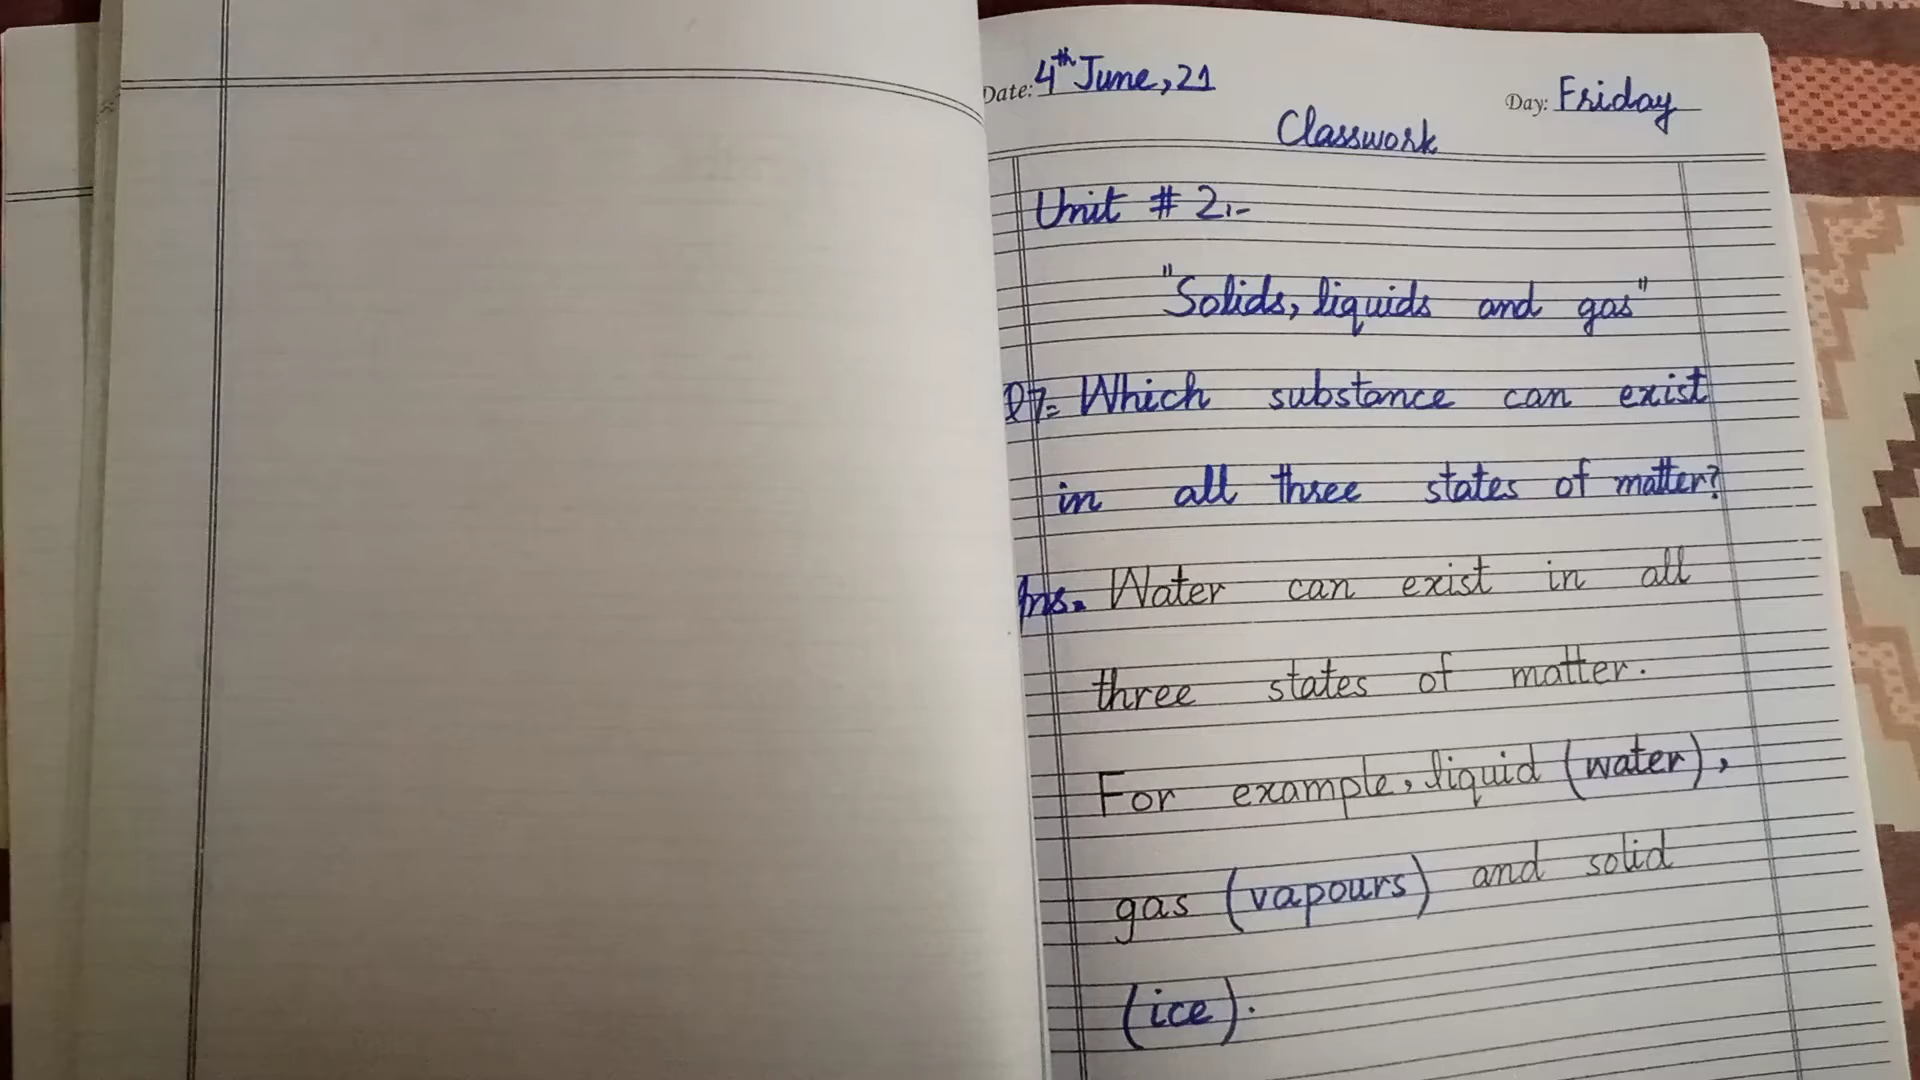 Date: 4th June, 21
Day: Friday
Classwork
Unit # 2:-
"Solids, liquids and gas"
Q7= Which substance can exist
in all three states of matter?
Ans. Water can exist in all
three states of matter.
For example, liquid (water),
gas (vapours) and solid
(ice).